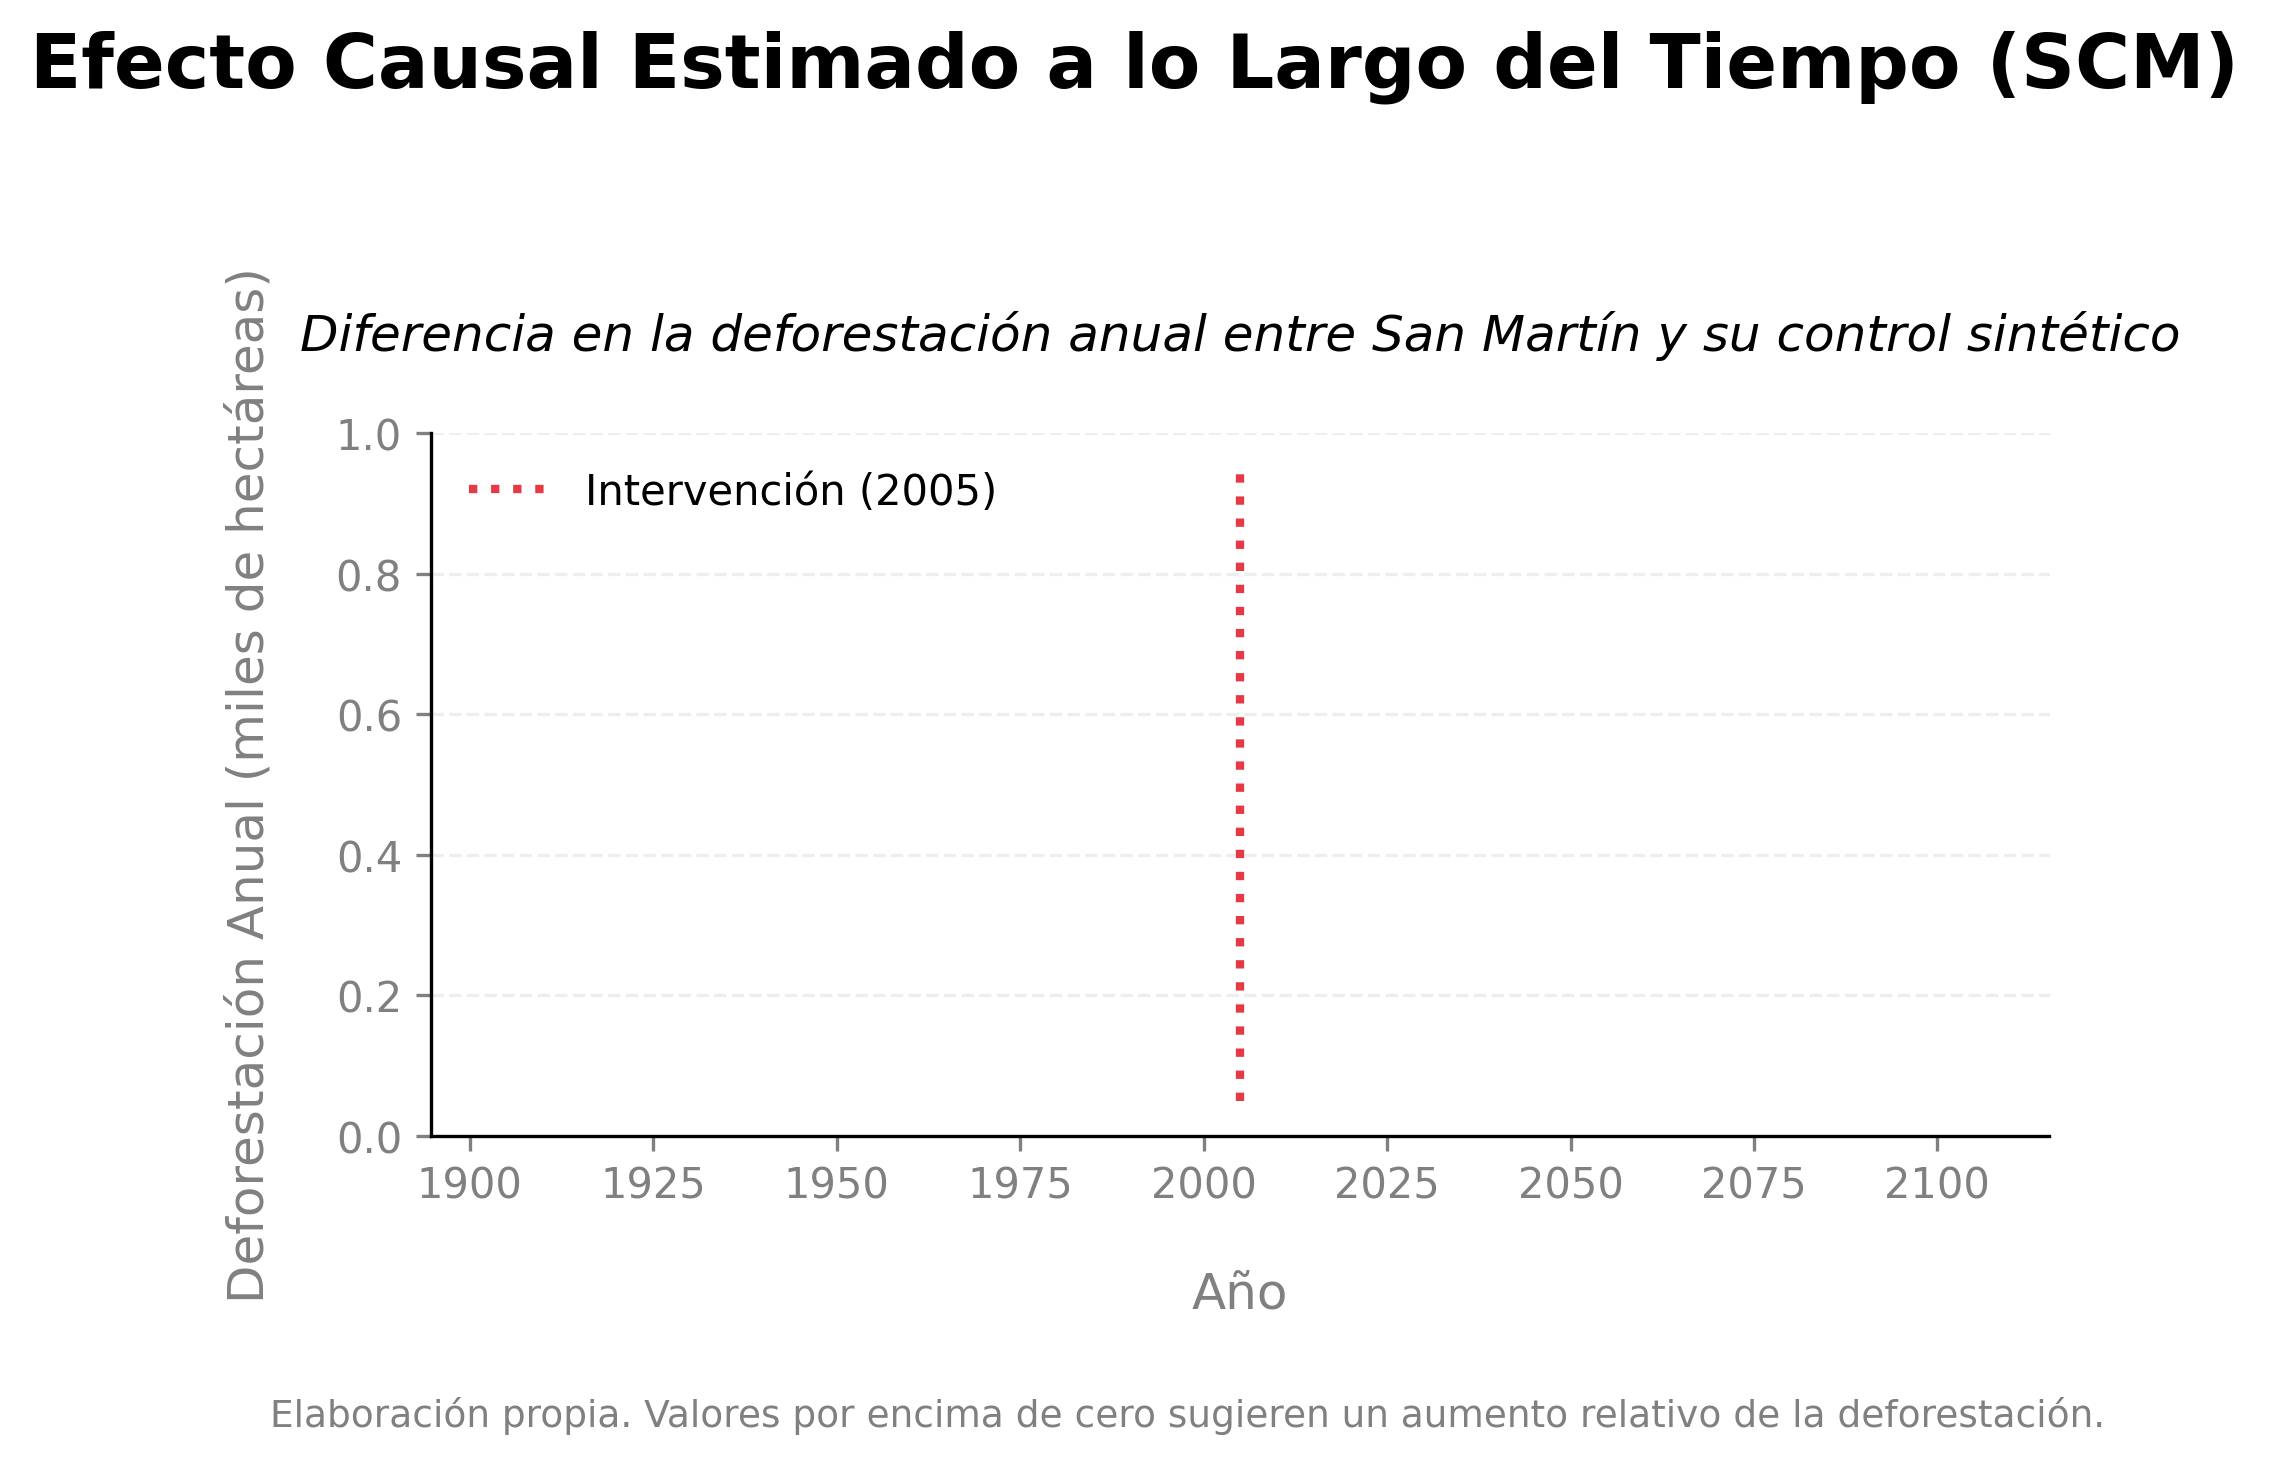 Efecto Causal Estimado a lo Largo del Tiempo (SCM)
Diferencia en la deforestación anual entre San Martín y su control sintético
Deforestación Anual (miles de hectáreas)
1.0
0.8
0.6
0.4
0.2
0.0
Intervención (2005)
1900 1925 1950 1975 2000 2025 2050 2075 2100
Año
Elaboración propia. Valores por encima de cero sugieren un aumento relativo de la deforestación.